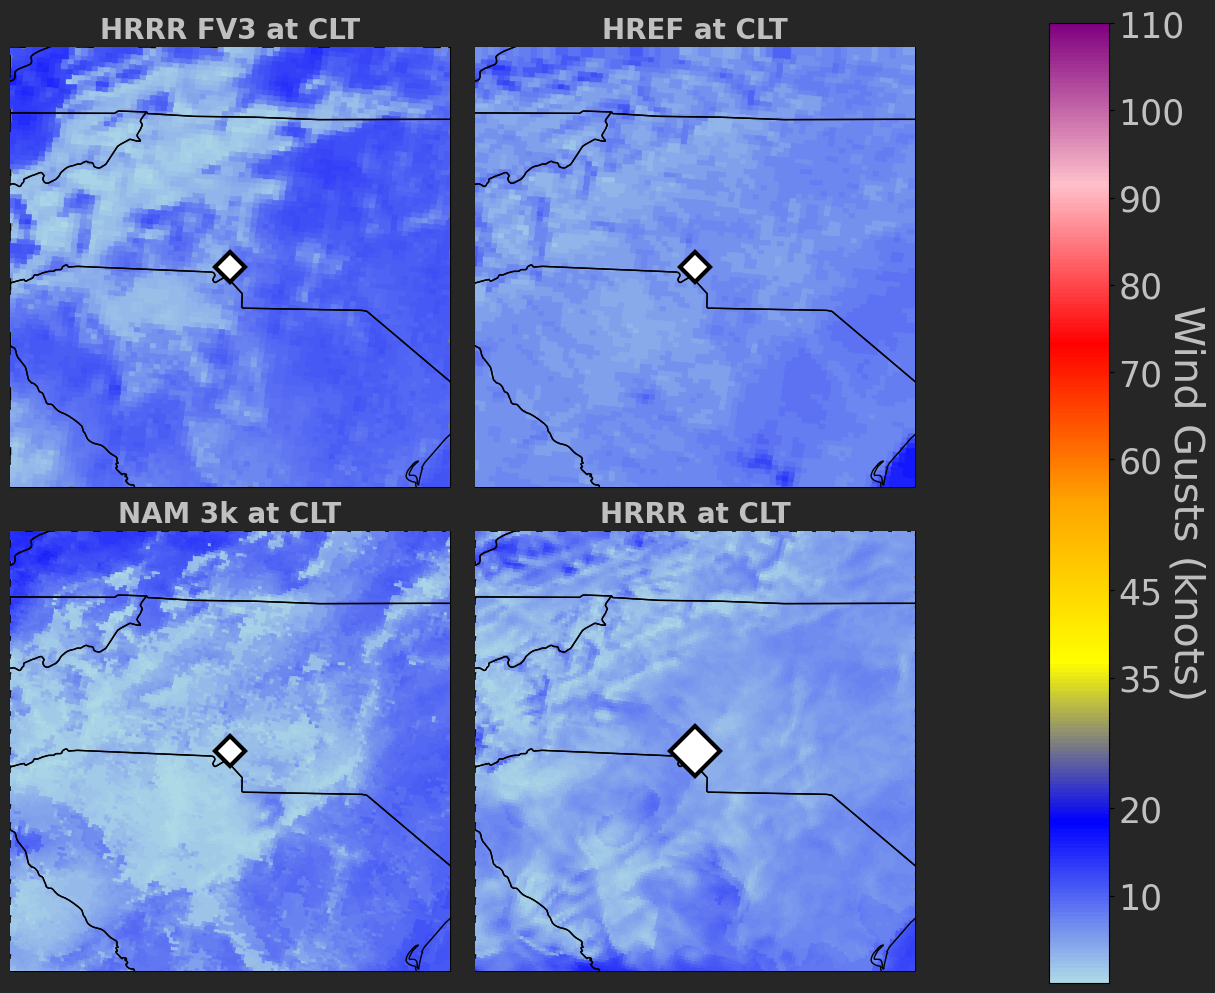 HRRR FV3 at CLT
HREF at CLT
NAM 3k at CLT
HRRR at CLT
110
100
90
80
70
60
45
35
20
10
Wind Gusts (knots)